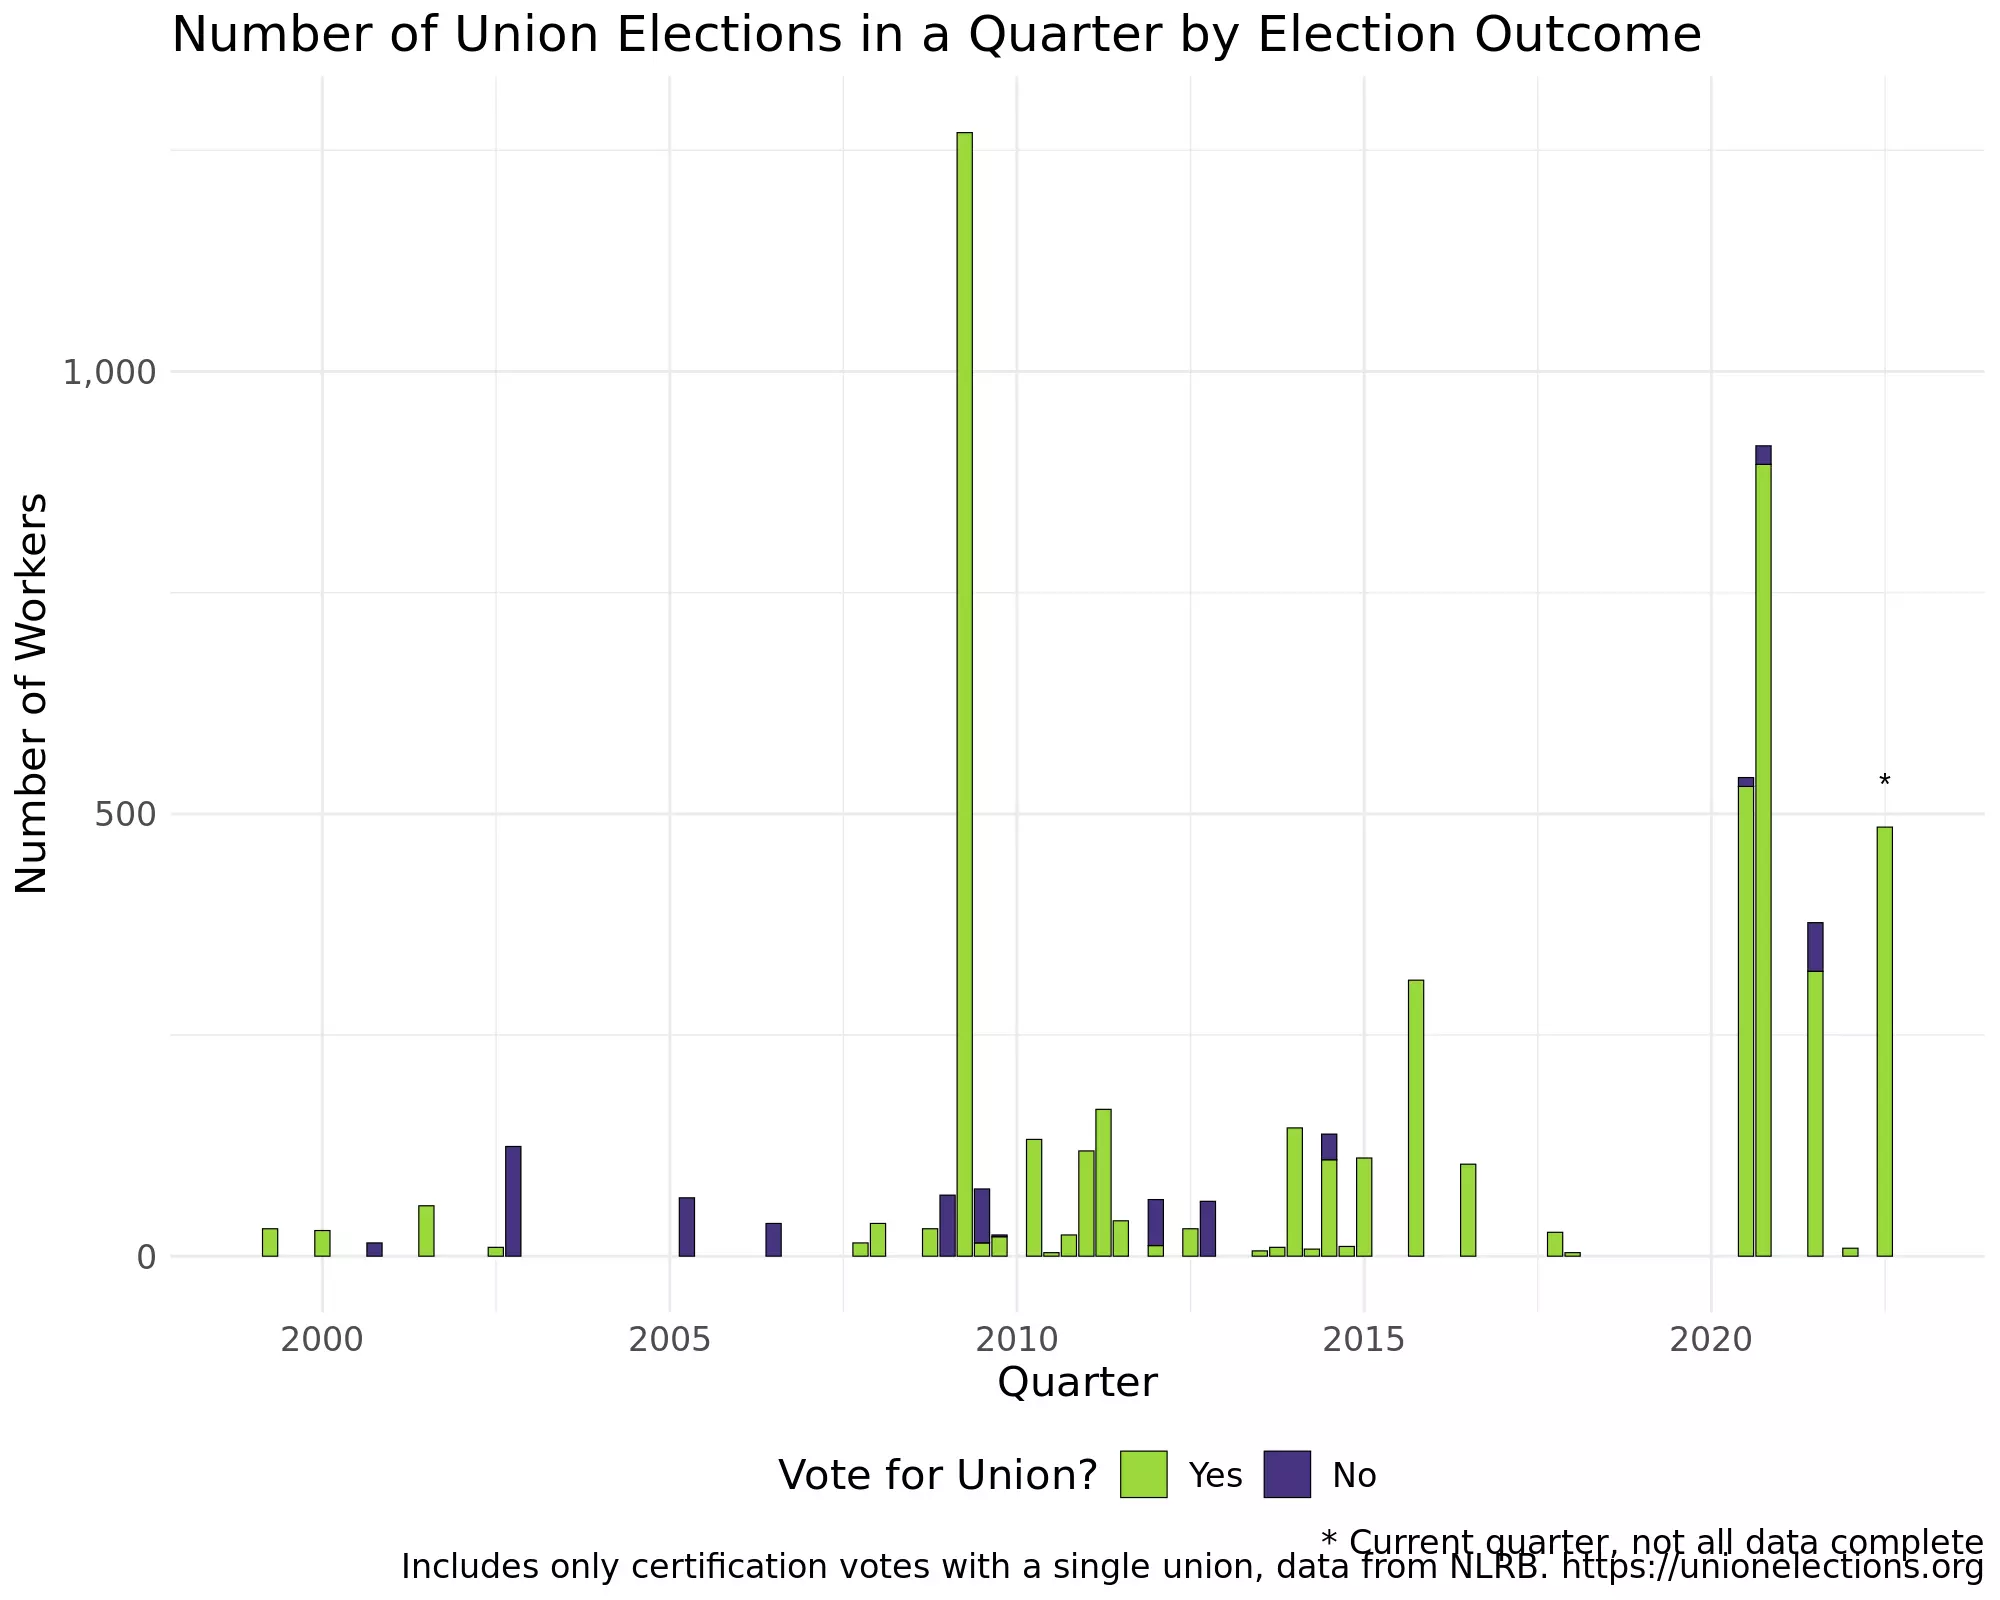 Number of Union Elections in a Quarter by Election Outcome
Number of Workers
1,000
500
0
*
2000 2005 2010 2015 2020
Quarter
Vote for Union? Yes No
* Current quarter, not all data complete
Includes only certification votes with a single union, data from NLRB. https://unionelections.org